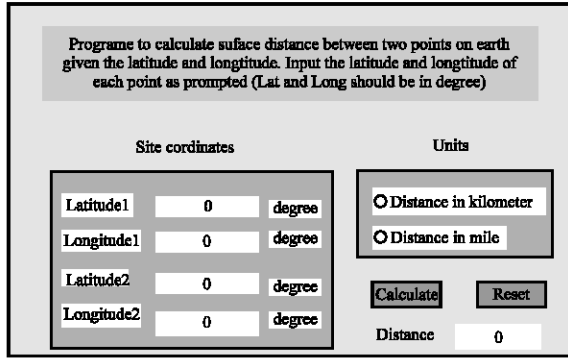 Programe to calculate suface distance between two points on earth
given the latitude and longtitude. Input the latitude and longtitude of
each point as prompted (Lat and Long should be in degree)
Site cordinates
Latitude1 0 degree
Longitude1 0 degree
Latitude2 0 degree
Longitude2 0 degree
Units
Distance in kilometer
Distance in mile
Calculate Reset
Distance 0